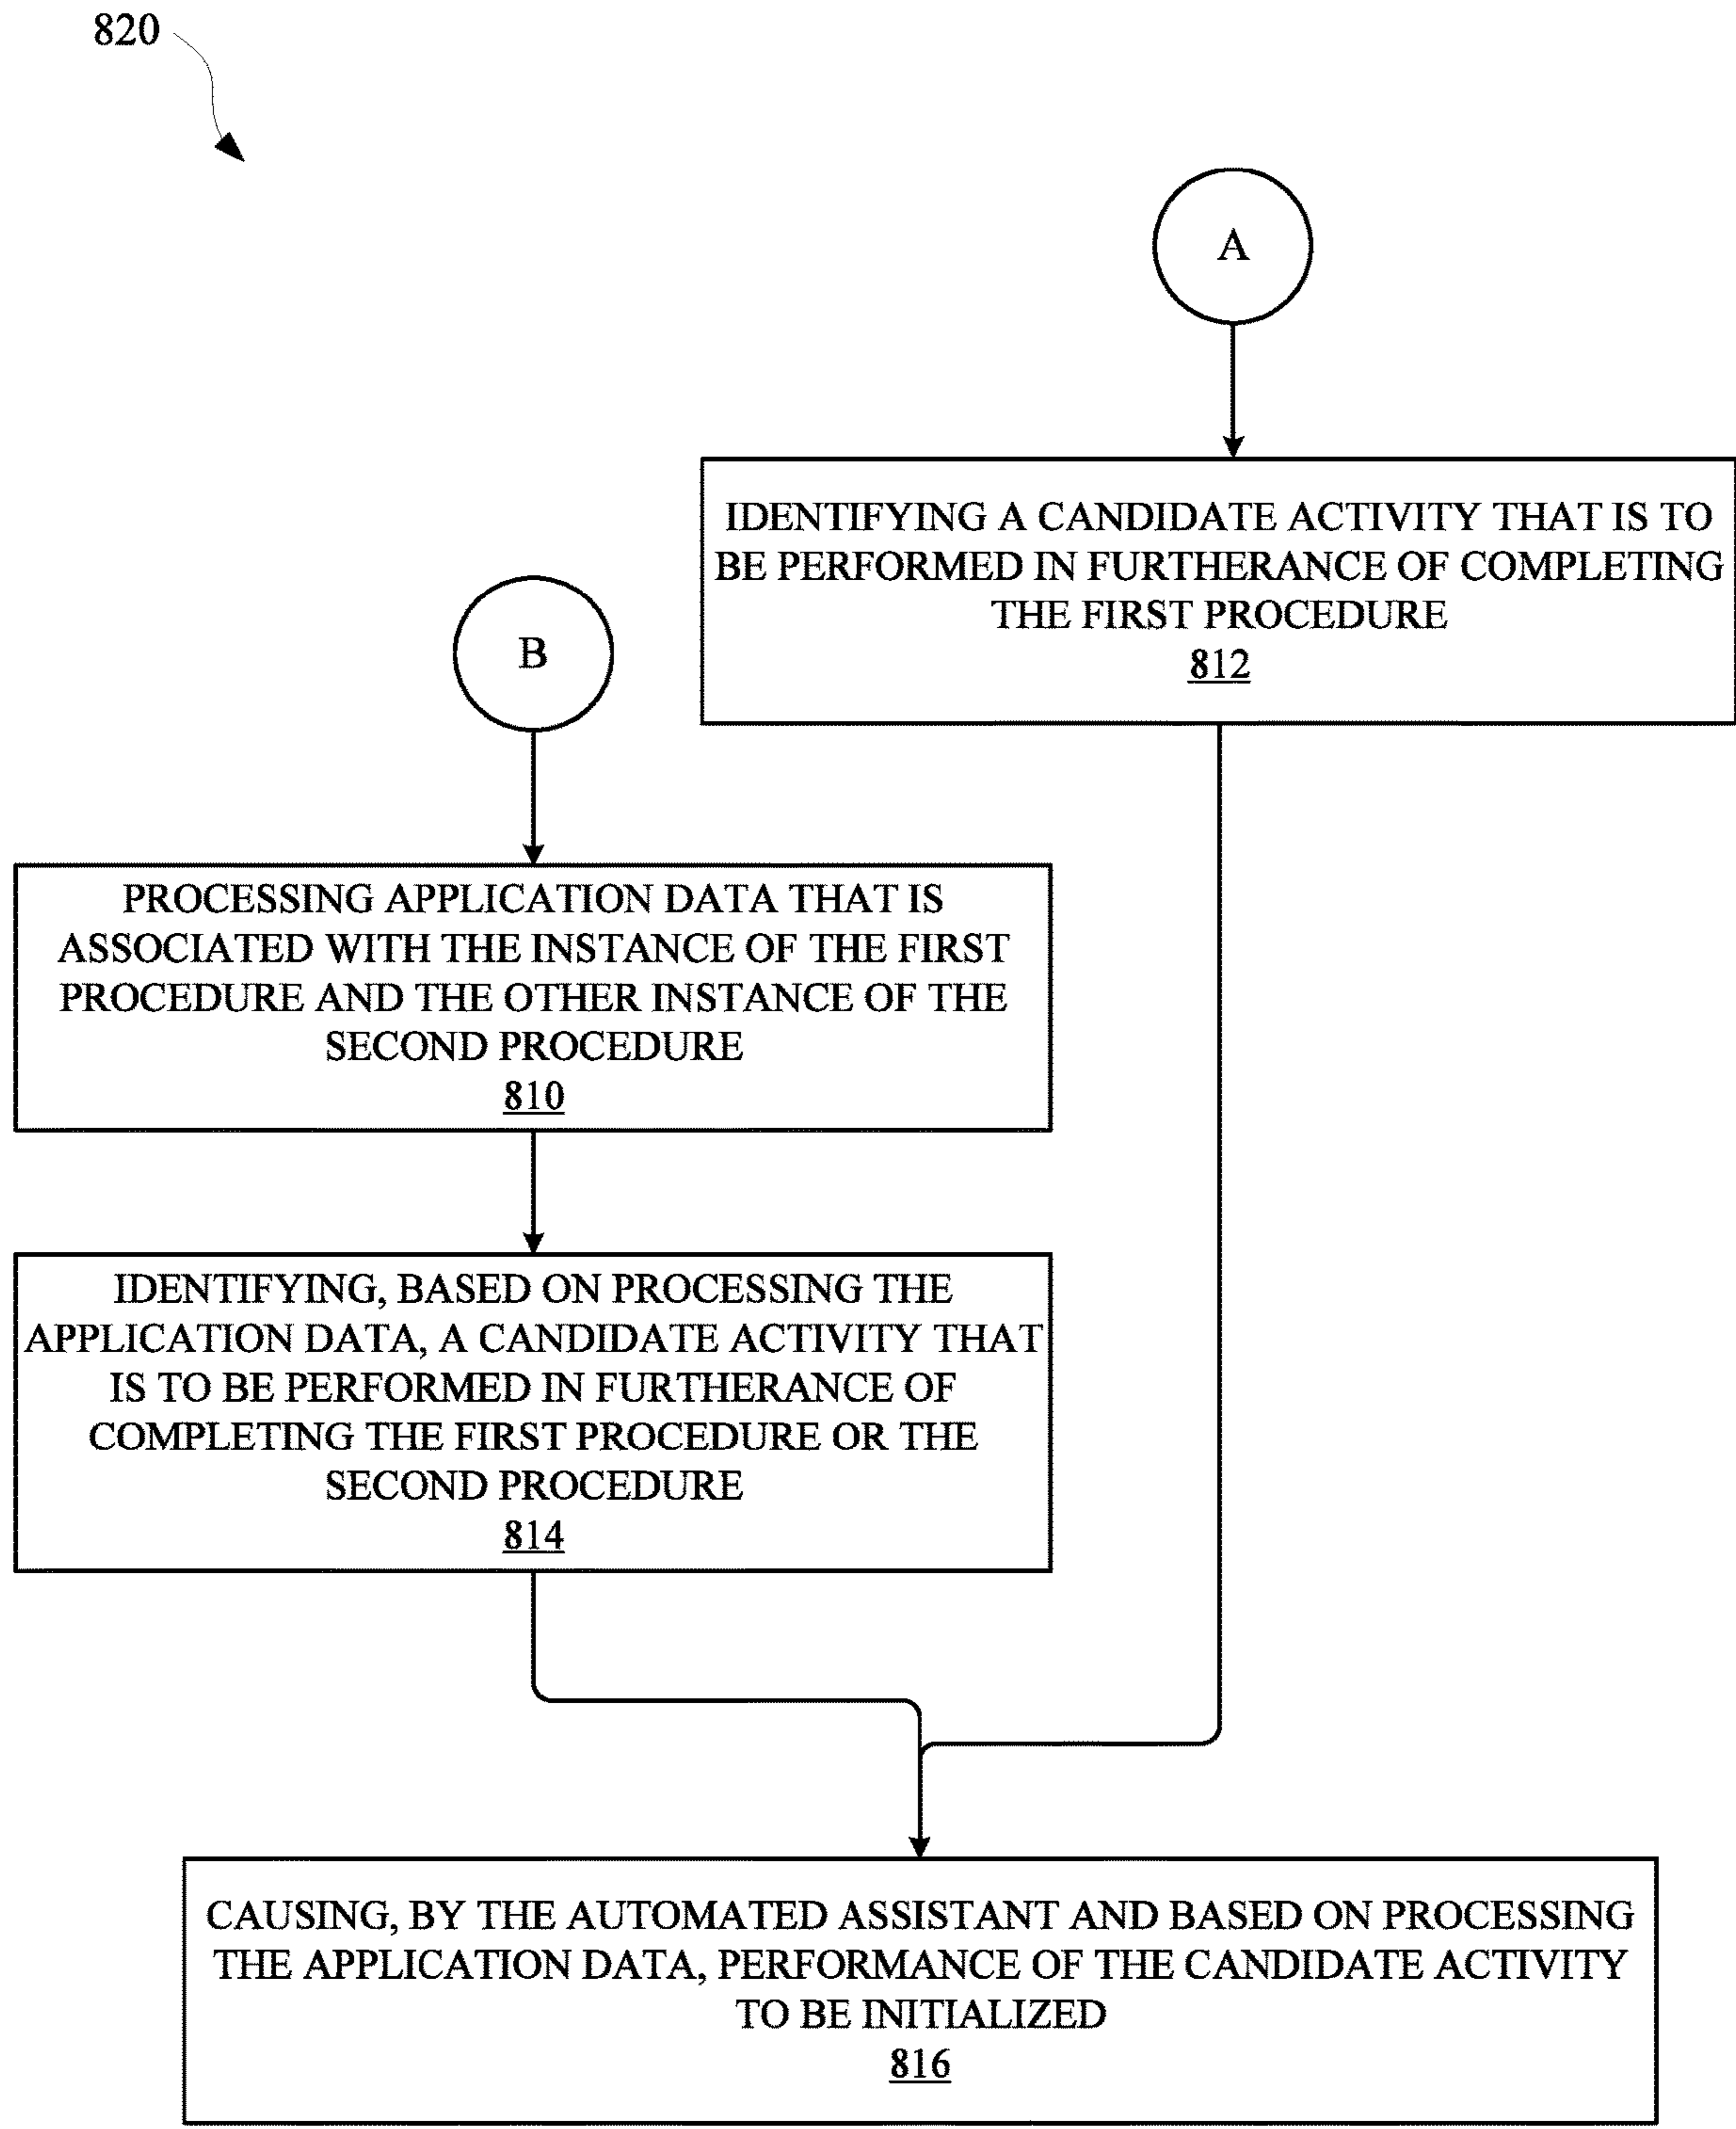 820
A
IDENTIFYING A CANDIDATE ACTIVITY THAT IS TO
BE PERFORMED IN FURTHERANCE OF COMPLETING
THE FIRST PROCEDURE
812
B
PROCESSING APPLICATION DATA THAT IS
ASSOCIATED WITH THE INSTANCE OF THE FIRST
PROCEDURE AND THE OTHER INSTANCE OF THE
SECOND PROCEDURE
810
IDENTIFYING, BASED ON PROCESSING THE
APPLICATION DATA, A CANDIDATE ACTIVITY THAT
IS TO BE PERFORMED IN FURTHERANCE OF
COMPLETING THE FIRST PROCEDURE OR THE
SECOND PROCEDURE
814
CAUSING, BY THE AUTOMATED ASSISTANT AND BASED ON PROCESSING
THE APPLICATION DATA, PERFORMANCE OF THE CANDIDATE ACTIVITY
TO BE INITIALIZED
816